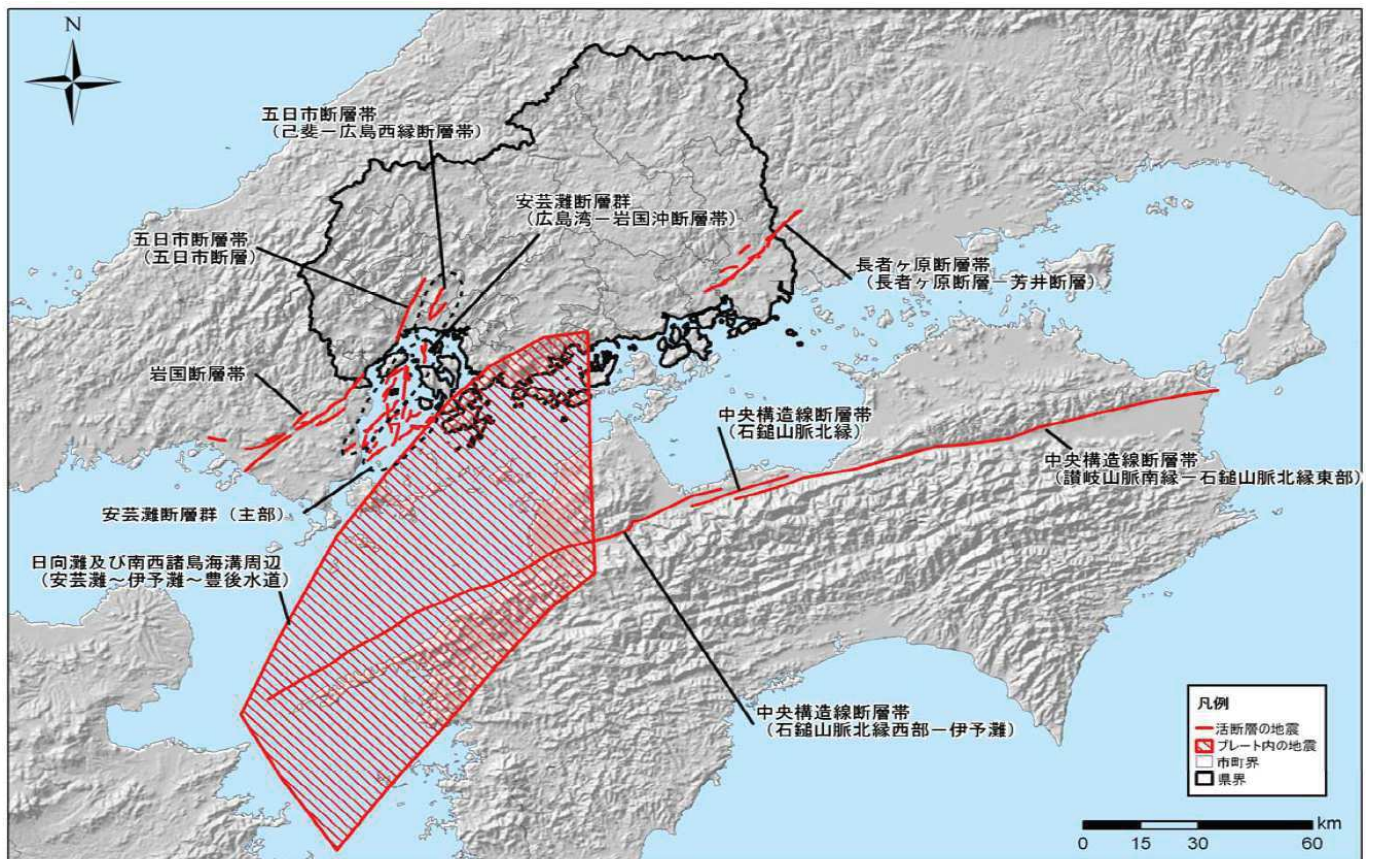 N
五日市断層帯
（己斐－広島西縁断層帯）
安芸灘断層群
（広島湾－岩国沖断層帯）
五日市断層帯
（五日市断層）
長者ヶ原断層帯
（長者ヶ原断層－芳井断層）
岩国断層帯
中央構造線断層帯
（石鎚山脈北縁）
中央構造線断層帯
（讃岐山脈南縁－石鎚山脈北縁東部）
安芸灘断層群（主部）
日向灘及び南西諸島海溝周辺
（安芸灘～伊予灘～豊後水道）
中央構造線断層帯
（石鎚山脈北縁西部－伊予灘）
凡例
活断層の地震
プレート内の地震
市町界
県界
km
0 15 30 60